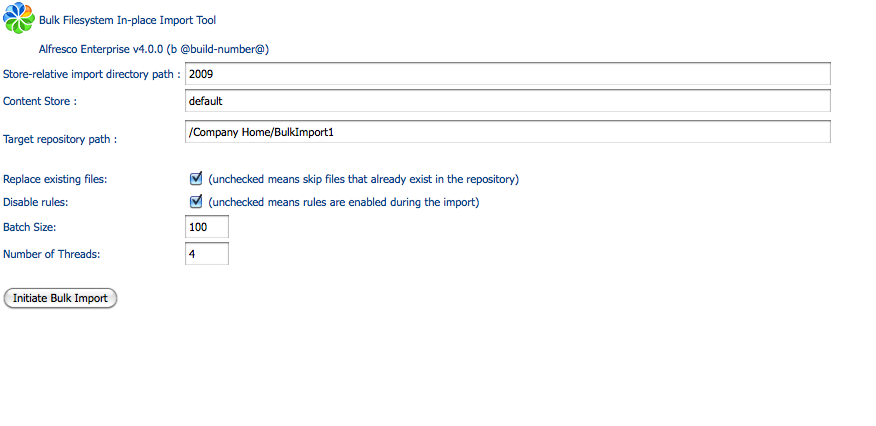 Bulk Filesystem In-place Import Tool
Alfresco Enterprise v4.0.0 (b @build-number@)
Store-relative import directory path : 2009
Content Store : default
Target repository path : /Company Home/BulkImport1
Replace existing files: (unchecked means skip files that already exist in the repository)
Disable rules: (unchecked means rules are enabled during the import)
Batch Size: 100
Number of Threads: 4
Initiate Bulk Import